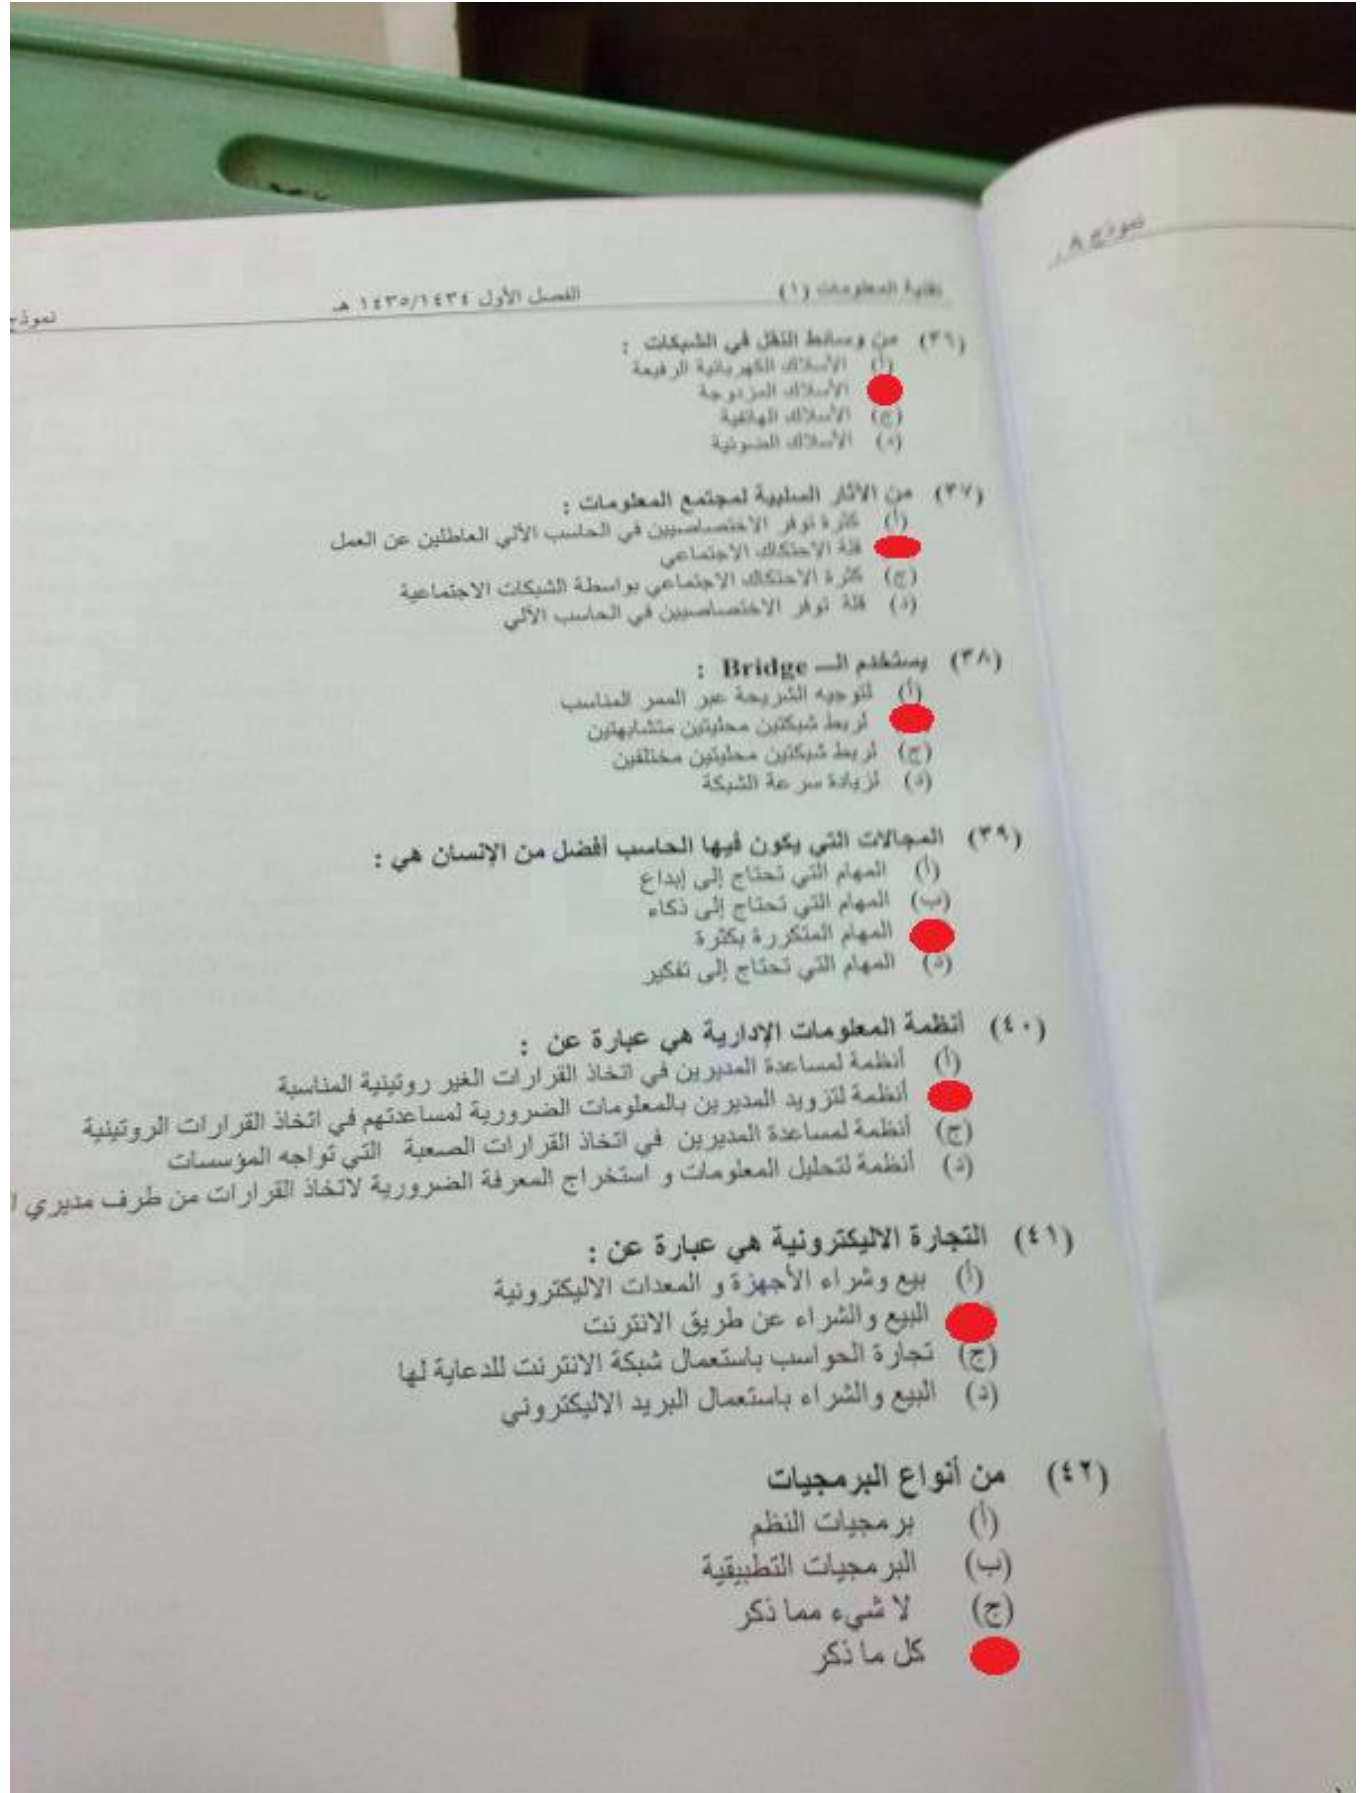 نموذج A
تقنية المعلومات (١) الفصل الأول ١٤٣٥/١٤٣٤ هـ نموذج
(٣٦) من وسائط النقل في الشبكات :
(أ) الأسلاك الكهربائية الرفيعة
الأسلاك المزدوجة
(ج) الأسلاك الهاتفية
(د) الأسلاك الضوئية
(٣٧) من الآثار السلبية لمجتمع المعلومات :
(أ) كثرة توفر الاختصاصيين في الحاسب الآلي العاطلين عن العمل
قلة الاحتكاك الاجتماعي
(ج) كثرة الاحتكاك الاجتماعي بواسطة الشبكات الاجتماعية
(د) قلة توفر الاختصاصيين في الحاسب الآلي
(٣٨) يستخدم الـــ Bridge :
(أ) لتوجيه الشريحة عبر الممر المناسب
لربط شبكتين محليتين متشابهتين
(ج) لربط شبكتين محليتين مختلفين
(د) لزيادة سرعة الشبكة
(٣٩) المجالات التي يكون فيها الحاسب أفضل من الإنسان هي :
(أ) المهام التي تحتاج إلى إبداع
(ب) المهام التي تحتاج إلى ذكاء
المهام المتكررة بكثرة
(د) المهام التي تحتاج إلى تفكير
(٤٠) أنظمة المعلومات الإدارية هي عبارة عن :
(أ) أنظمة لمساعدة المديرين في اتخاذ القرارات الغير روتينية المناسبة
أنظمة لتزويد المديرين بالمعلومات الضرورية لمساعدتهم في اتخاذ القرارات الروتينية
(ج) أنظمة لمساعدة المديرين في اتخاذ القرارات الصعبة التي تواجه المؤسسات
(د) أنظمة لتحليل المعلومات و استخراج المعرفة الضرورية لاتخاذ القرارات من طرف مديري
(٤١) التجارة الاليكترونية هي عبارة عن :
(أ) بيع وشراء الأجهزة و المعدات الاليكترونية
البيع والشراء عن طريق الانترنت
(ج) تجارة الحواسب باستعمال شبكة الانترنت للدعاية لها
(د) البيع والشراء باستعمال البريد الاليكتروني
(٤٢) من أنواع البرمجيات
(أ) برمجيات النظم
(ب) البرمجيات التطبيقية
(ج) لا شيء مما ذكر
كل ما ذكر